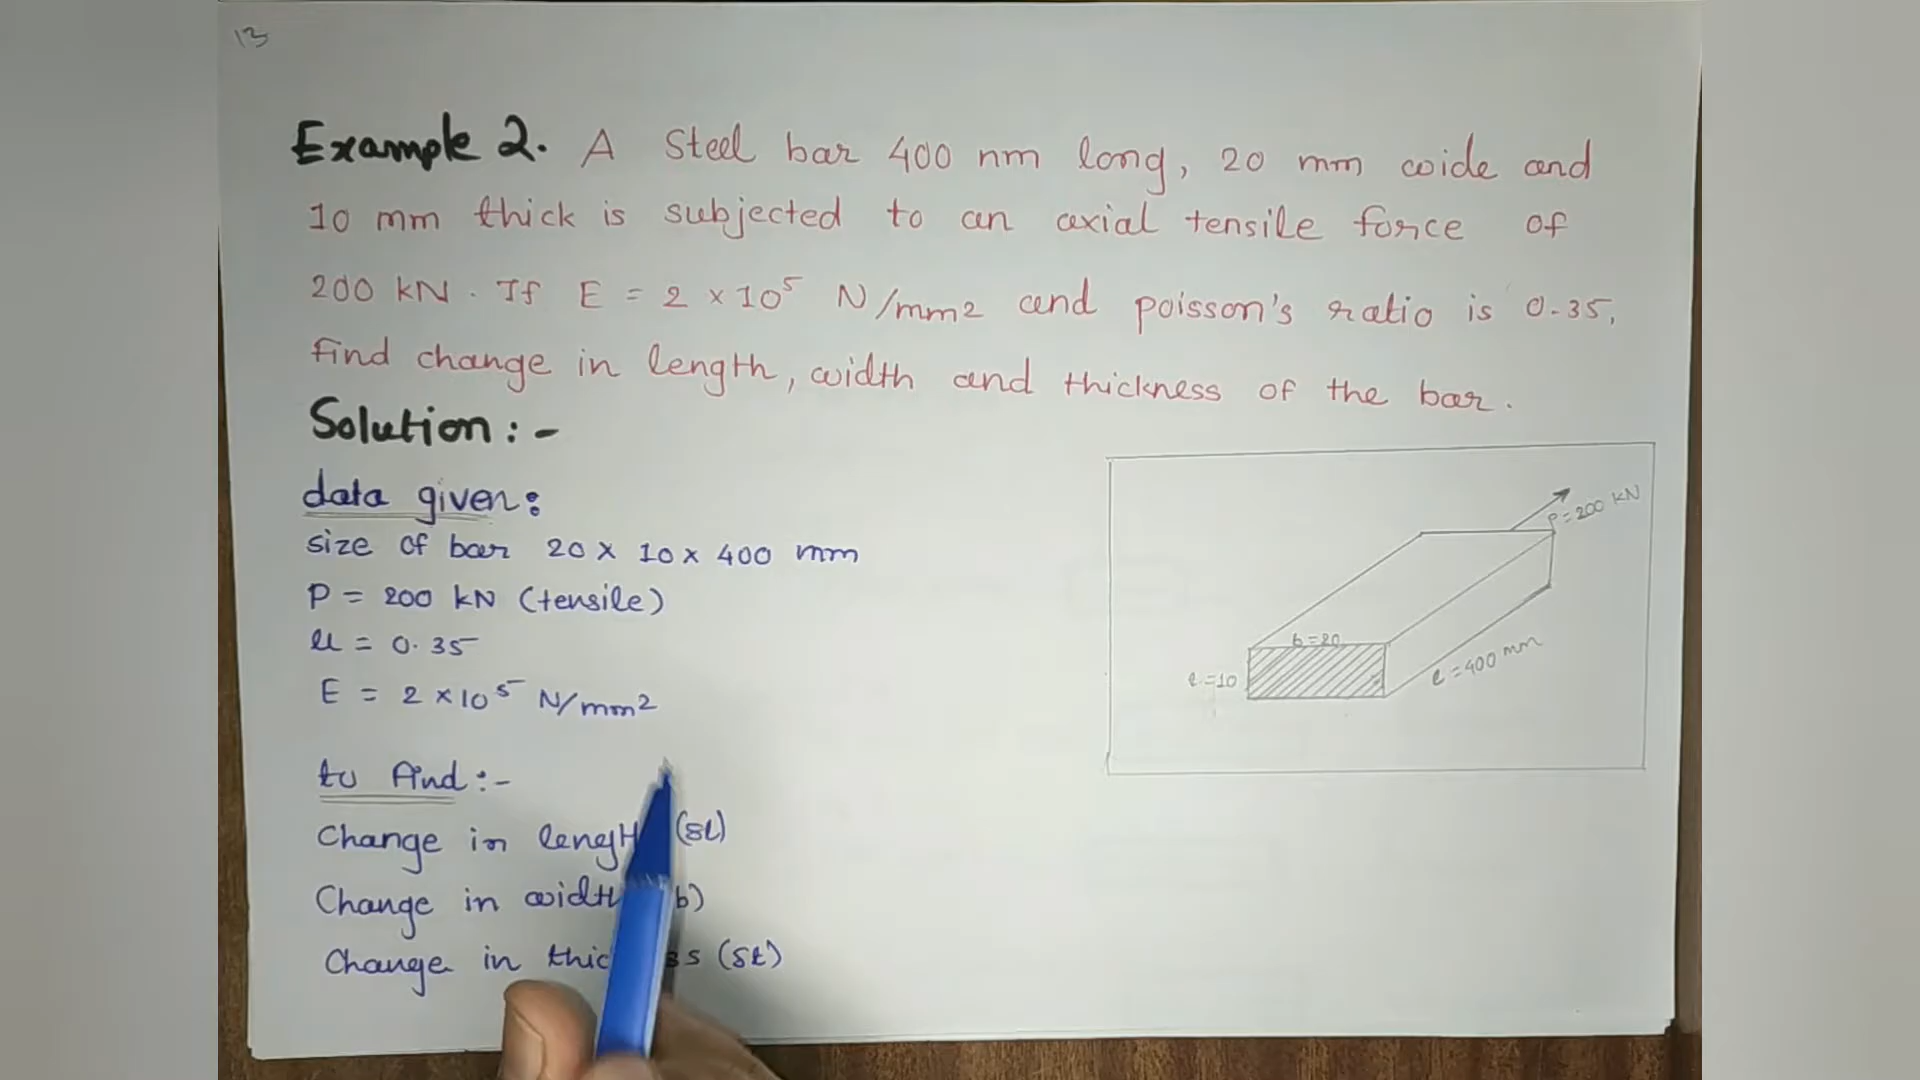 13
Example 2. A Steel bar 400 mm long, 20 mm wide and
10 mm thick is subjected to an axial tensile force of
200 kN. If E = 2 × 10⁵ N/mm2 and poisson's ratio is 0.35,
find change in length, width and thickness of the bar.
Solution :-
data given:
size of bar 20 × 10 × 400 mm
P = 200 kN (tensile)
μ = 0.35
E = 2 × 10⁵ N/mm2
to find :-
Change in length (δl)
Change in width b)
Change in (δt)
P = 200 kN
b = 20
t = 10
l = 400 mm